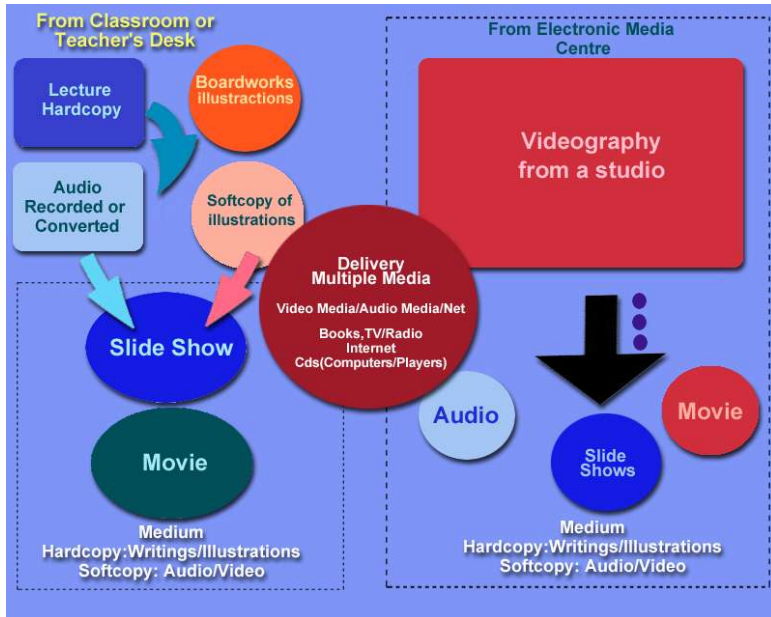 From Classroom or
Teacher's Desk
Lecture
Hardcopy
Boardworks
illustractions
Audio
Recorded or
Converted
Softcopy of
illustrations
Slide Show
Movie
Medium
Hardcopy:Writings/Illustrations
Softcopy: Audio/Video
Delivery
Multiple Media
Video Media/Audio Media/Net
Books,TV/Radio
Internet
Cds(Computers/Players)
From Electronic Media
Centre
Videography
from a studio
Audio
Slide
Shows
Movie
Medium
Hardcopy:Writings/Illustrations
Softcopy: Audio/Video